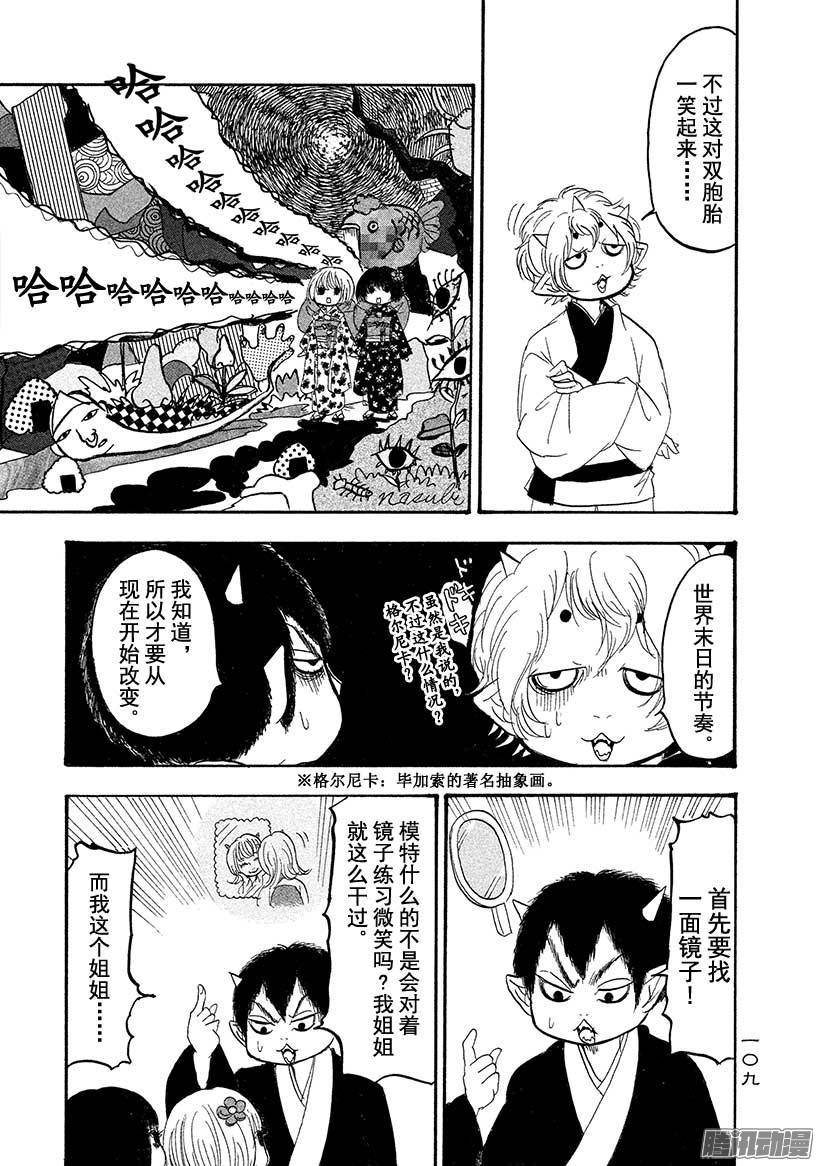 不过这对双胞胎
一笑起来……
哈哈哈哈哈哈哈哈哈
哈哈哈哈哈哈哈哈哈哈
nasubi
世界末日的节奏。
ドキ
ドキ
虽然是我说的，
不过这什么情况？
格尔尼卡？
我知道，
所以才要从
现在开始改变。
※格尔尼卡：毕加索的著名抽象画。
首先要找
一面镜子！
模特什么的不是会对着
镜子练习微笑吗？我姐姐
就这么干过。
而我这个姐姐……
一〇九
腾讯动漫